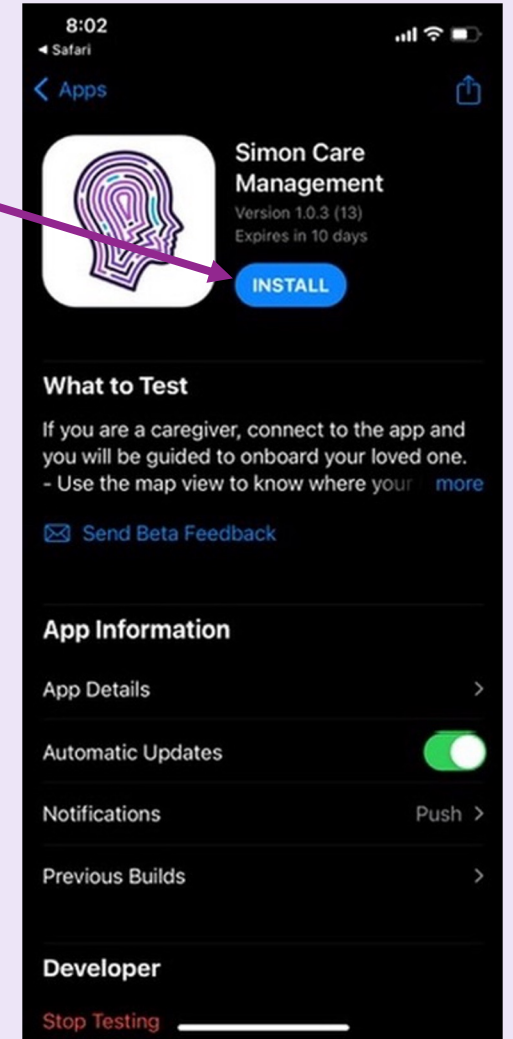 8:02
Safari
Apps
Simon Care
Management
Version 1.0.3 (13)
Expires in 10 days
INSTALL
What to Test
If you are a caregiver, connect to the app and
you will be guided to onboard your loved one.
- Use the map view to know where your more
Send Beta Feedback
App Information
App Details
Automatic Updates
Notifications Push
Previous Builds
Developer
Stop Testing